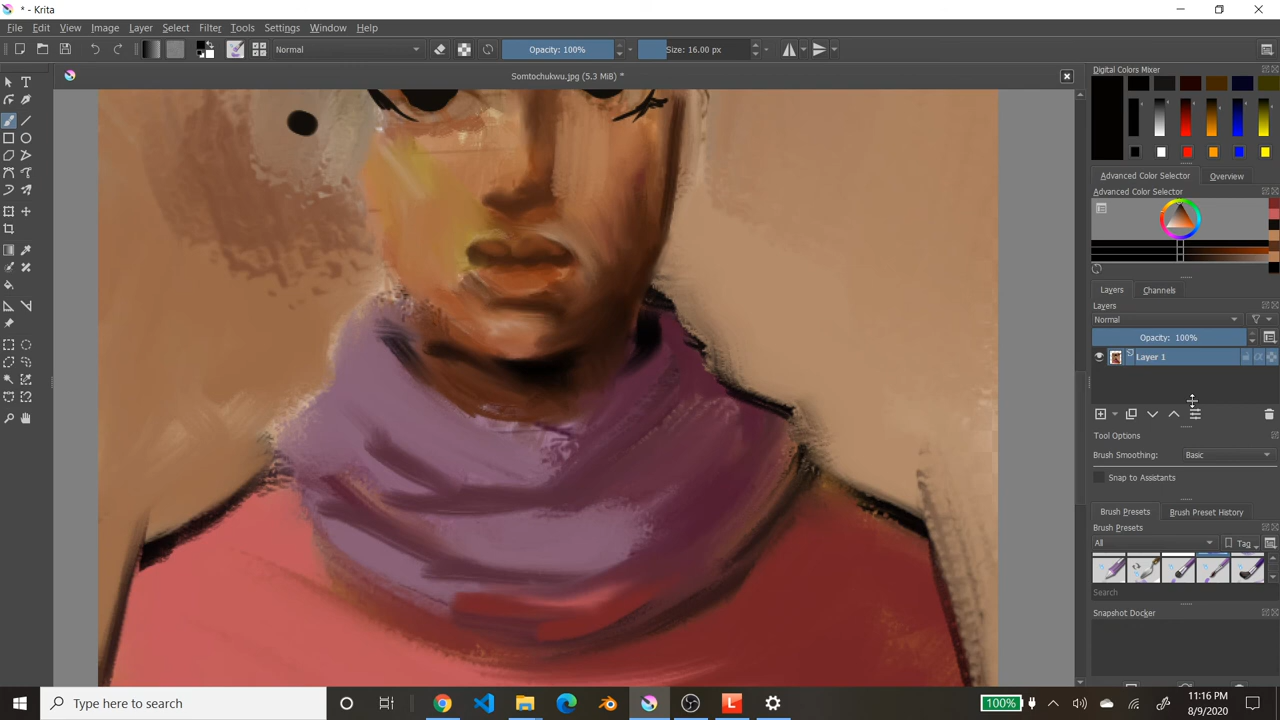 * - Krita
File Edit View Image Layer Select Filter Tools Settings Window Help
Normal Opacity: 100% Size: 16.00 px
Somtochukwu.jpg (5.3 MiB) *
Digital Colors Mixer
Advanced Color Selector Overview
Advanced Color Selector
Layers Channels
Layers
Normal
Opacity: 100%
Layer 1
Tool Options
Brush Smoothing: Basic
Snap to Assistants
Brush Presets Brush Preset History
Brush Presets
All Tag
Search
Snapshot Docker
Type here to search
100%
11:16 PM
8/9/2020